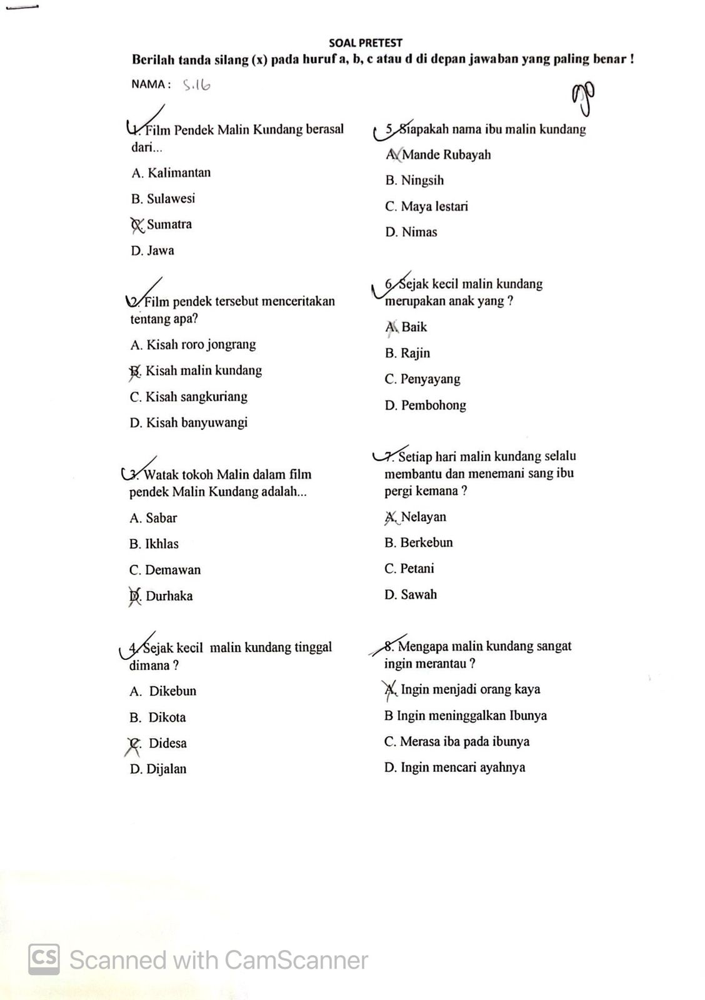 SOAL PRETEST
Berilah tanda silang (x) pada huruf a, b, c atau d di depan jawaban yang paling benar !
NAMA : S.16
90
1. Film Pendek Malin Kundang berasal
dari...
A. Kalimantan
B. Sulawesi
C. Sumatra
D. Jawa
2. Film pendek tersebut menceritakan
tentang apa?
A. Kisah roro jongrang
B. Kisah malin kundang
C. Kisah sangkuriang
D. Kisah banyuwangi
3. Watak tokoh Malin dalam film
pendek Malin Kundang adalah...
A. Sabar
B. Ikhlas
C. Demawan
D. Durhaka
4. Sejak kecil malin kundang tinggal
dimana ?
A. Dikebun
B. Dikota
C. Didesa
D. Dijalan
5. Siapakah nama ibu malin kundang
A. Mande Rubayah
B. Ningsih
C. Maya lestari
D. Nimas
6. Sejak kecil malin kundang
merupakan anak yang ?
A. Baik
B. Rajin
C. Penyayang
D. Pembohong
7. Setiap hari malin kundang selalu
membantu dan menemani sang ibu
pergi kemana ?
A. Nelayan
B. Berkebun
C. Petani
D. Sawah
8. Mengapa malin kundang sangat
ingin merantau ?
A. Ingin menjadi orang kaya
B Ingin meninggalkan Ibunya
C. Merasa iba pada ibunya
D. Ingin mencari ayahnya
CS Scanned with CamScanner